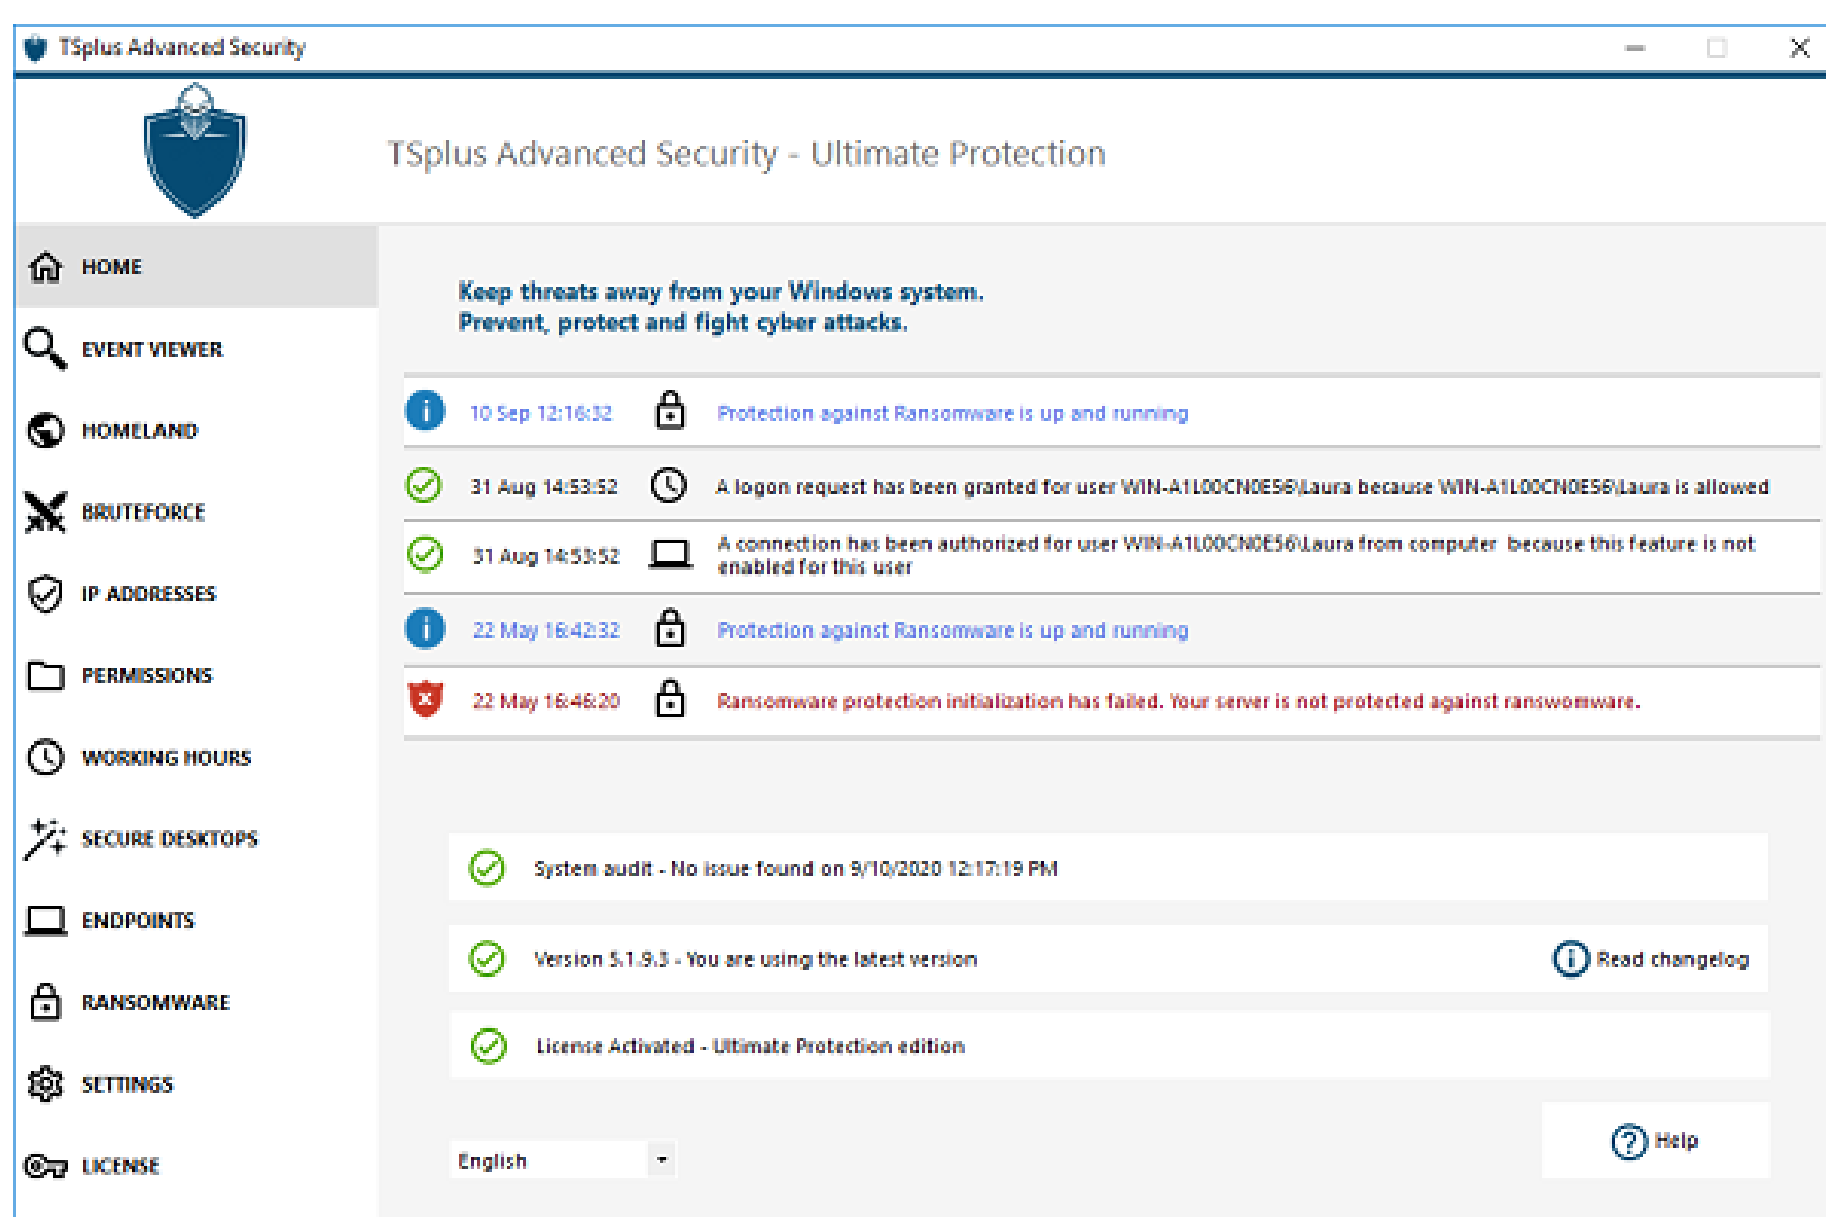 TSplus Advanced Security
TSplus Advanced Security - Ultimate Protection
HOME
EVENT VIEWER
HOMELAND
BRUTEFORCE
IP ADDRESSES
PERMISSIONS
WORKING HOURS
SECURE DESKTOPS
ENDPOINTS
RANSOMWARE
SETTINGS
LICENSE
Keep threats away from your Windows system.
Prevent, protect and fight cyber attacks.
10 Sep 12:16:32 Protection against Ransomware is up and running
31 Aug 14:53:52 A logon request has been granted for user WIN-A1L00CN0E56\Laura because WIN-A1L00CN0E56\Laura is allowed
31 Aug 14:53:52 A connection has been authorized for user WIN-A1L00CN0E56\Laura from computer because this feature is not
enabled for this user
22 May 16:42:32 Protection against Ransomware is up and running
22 May 16:46:20 Ransomware protection initialization has failed. Your server is not protected against ranswomware.
System audit - No issue found on 9/10/2020 12:17:19 PM
Version 5.1.9.3 - You are using the latest version Read changelog
License Activated - Ultimate Protection edition
English
Help